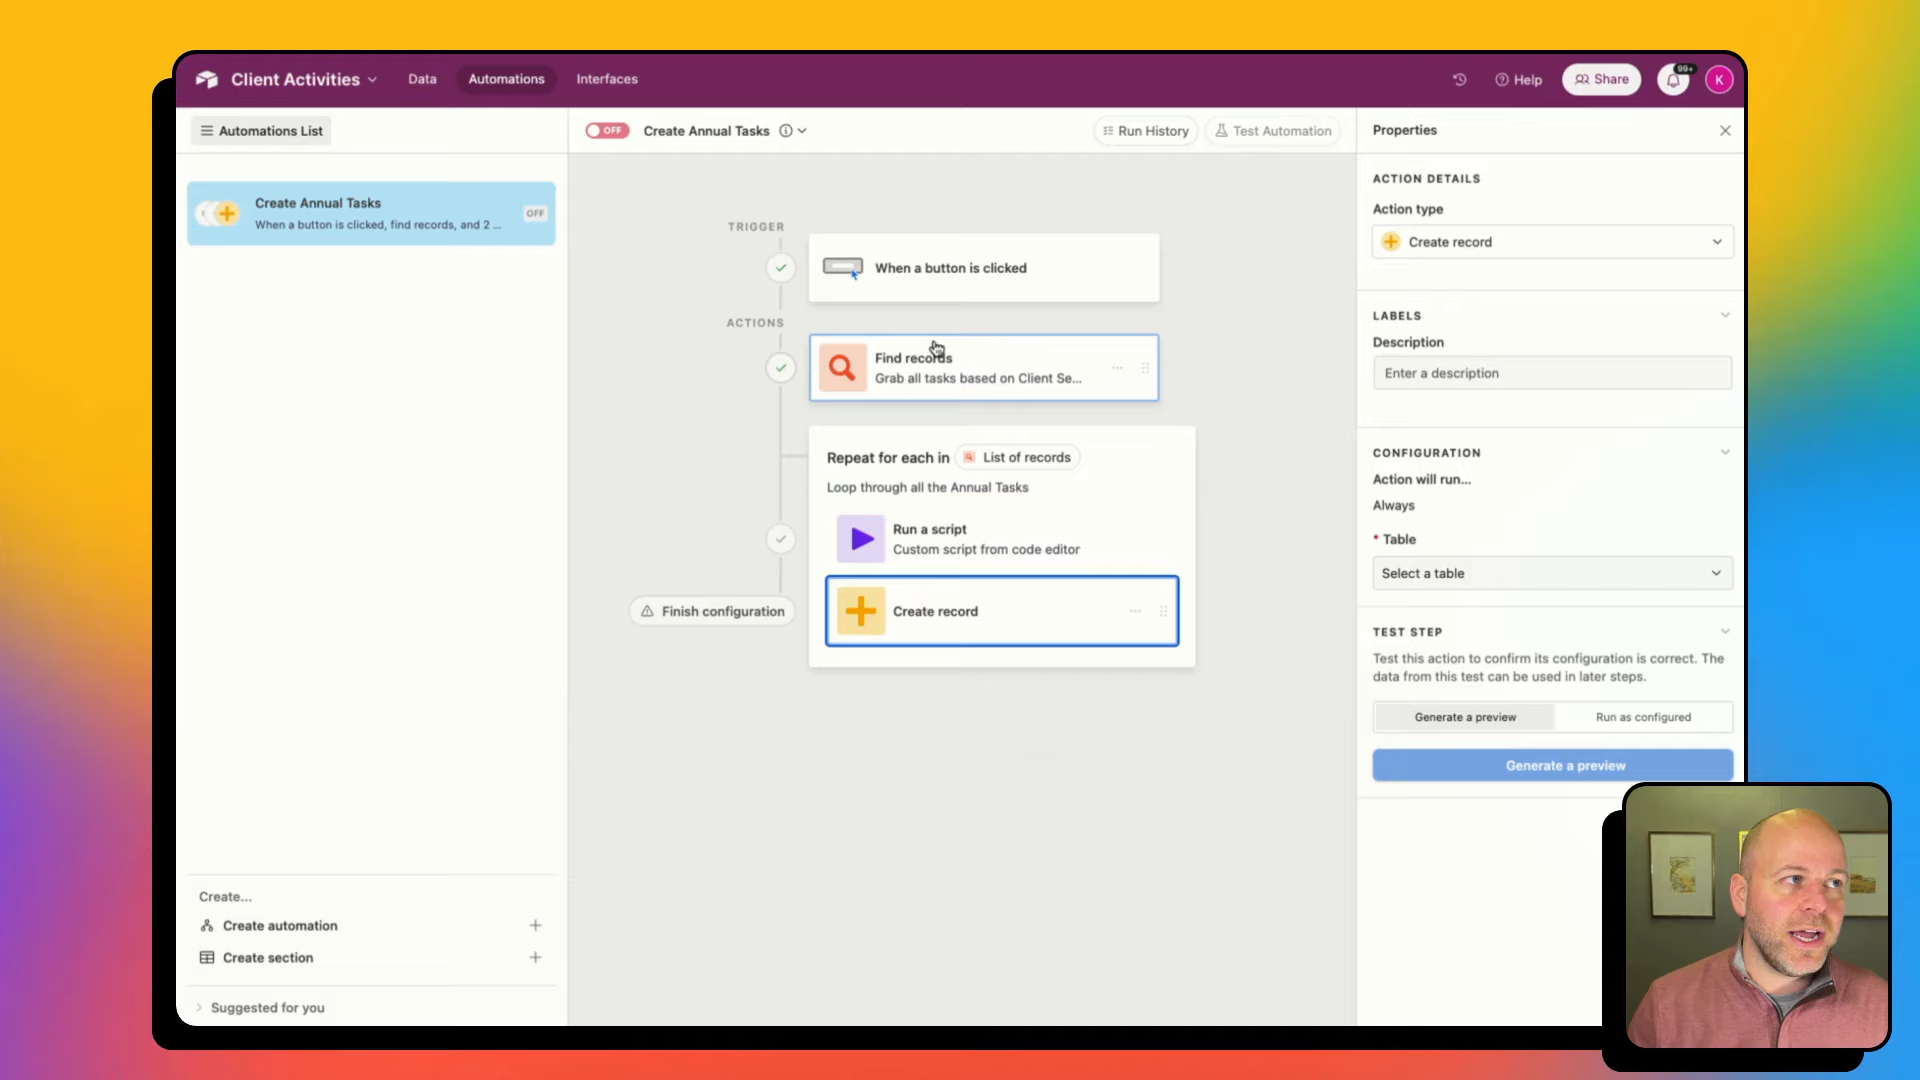 Client Activities
Data
Automations
Interfaces
Help
Share
99+
K
Automations List
OFF
Create Annual Tasks
Run History
Test Automation
Properties
Create Annual Tasks
When a button is clicked, find records, and 2 ...
OFF
TRIGGER
When a button is clicked
ACTIONS
Find records
Grab all tasks based on Client Se...
Repeat for each in
List of records
Loop through all the Annual Tasks
Run a script
Custom script from code editor
Finish configuration
Create record
ACTION DETAILS
Action type
Create record
LABELS
Description
Enter a description
CONFIGURATION
Action will run...
Always
* Table
Select a table
TEST STEP
Test this action to confirm its configuration is correct. The
data from this test can be used in later steps.
Generate a preview
Run as configured
Generate a preview
Create...
Create automation
Create section
Suggested for you